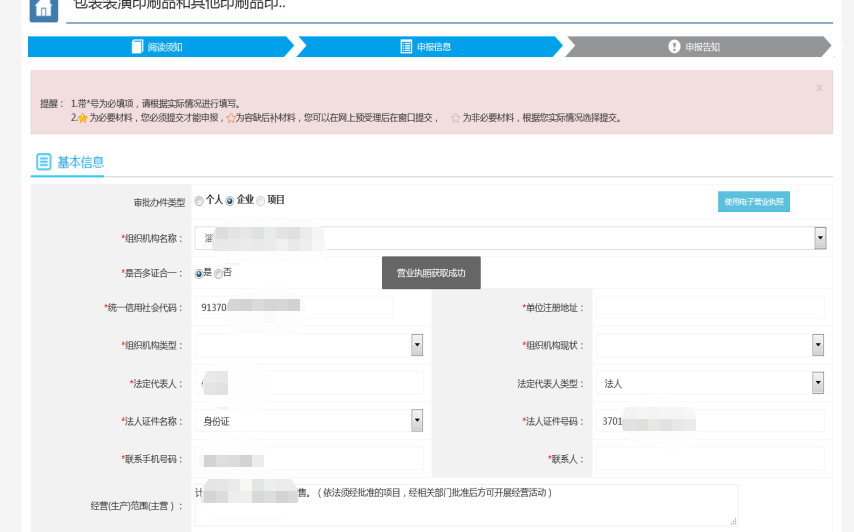 包装装潢印刷品和其他印刷品印..
阅读须知
申报信息
申报告知
×
提醒： 1.带*号为必填项，请根据实际情况进行填写。
2. 为必要材料，您必须提交才能申报， 为容缺后补材料，您可以在网上预受理后在窗口提交， 为非必要材料，根据您实际情况选择提交。
基本信息
审批办件类型 个人 企业 项目 使用电子营业执照
*组织机构名称：
*是否多证合一： 是 否
营业执照获取成功
*统一信用社会代码： 91370 *单位注册地址：
*组织机构类型： *组织机构现状：
*法定代表人： 法定代表人类型： 法人
*法人证件名称： 身份证 *法人证件号码： 3701
*联系手机号码： *联系人：
经营(生产)范围(主营)： 计 售。（依法须经批准的项目，经相关部门批准后方可开展经营活动）